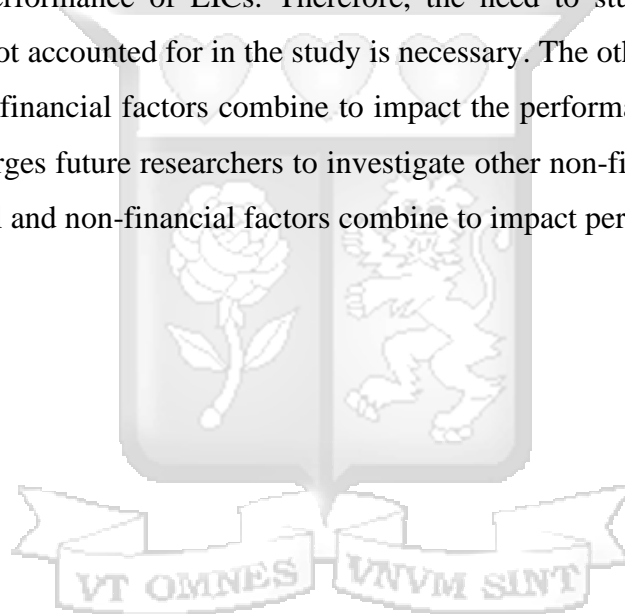 erformance of LICs. Therefore, the need to stu
ot accounted for in the study is necessary. The oth
financial factors combine to impact the performa
rges future researchers to investigate other non-fi
and non-financial factors combine to impact per
VT OMNES VNVM SINT